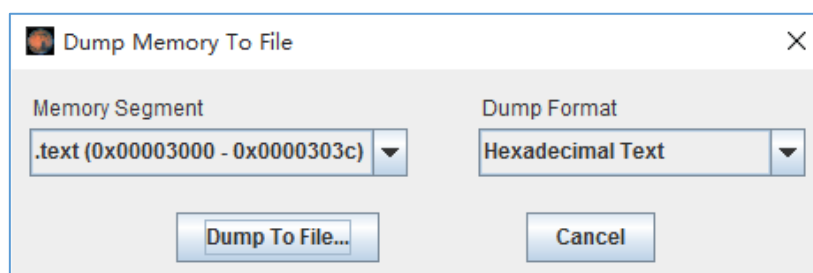 Dump Memory To File
Memory Segment
Dump Format
.text (0x00003000 - 0x0000303c)
Hexadecimal Text
Dump To File...
Cancel